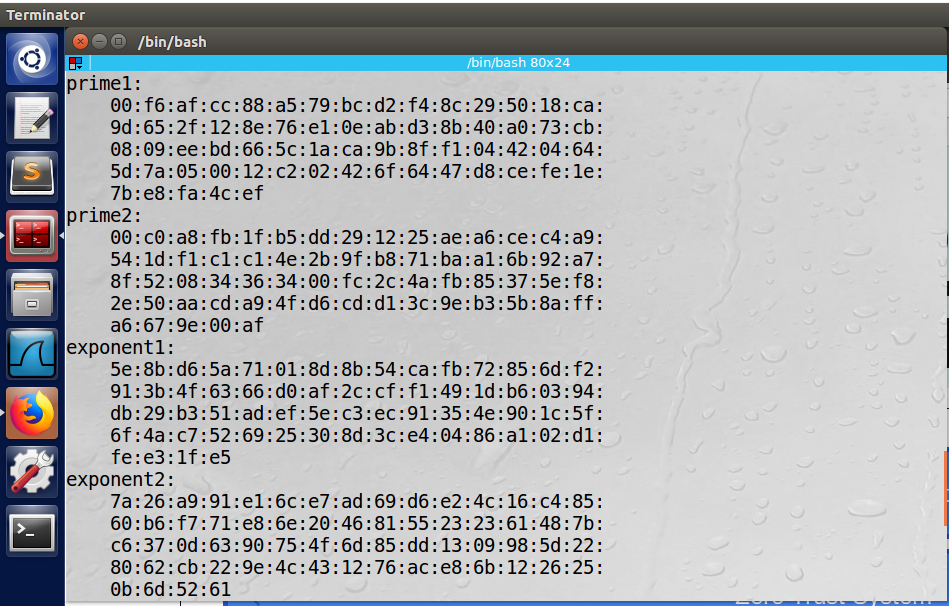 Terminator
/bin/bash
/bin/bash 80x24
prime1:
00:f6:af:cc:88:a5:79:bc:d2:f4:8c:29:50:18:ca:
9d:65:2f:12:8e:76:e1:0e:ab:d3:8b:40:a0:73:cb:
08:09:ee:bd:66:5c:1a:ca:9b:8f:f1:04:42:04:64:
5d:7a:05:00:12:c2:02:42:6f:64:47:d8:ce:fe:1e:
7b:e8:fa:4c:ef
prime2:
00:c0:a8:fb:1f:b5:dd:29:12:25:ae:a6:ce:c4:a9:
54:1d:f1:c1:c1:4e:2b:9f:b8:71:ba:a1:6b:92:a7:
8f:52:08:34:36:34:00:fc:2c:4a:fb:85:37:5e:f8:
2e:50:aa:cd:a9:4f:d6:cd:d1:3c:9e:b3:5b:8a:ff:
a6:67:9e:00:af
exponent1:
5e:8b:d6:5a:71:01:8d:8b:54:ca:fb:72:85:6d:f2:
91:3b:4f:63:66:d0:af:2c:cf:f1:49:1d:b6:03:94:
db:29:b3:51:ad:ef:5e:c3:ec:91:35:4e:90:1c:5f:
6f:4a:c7:52:69:25:30:8d:3c:e4:04:86:a1:02:d1:
fe:e3:1f:e5
exponent2:
7a:26:a9:91:e1:6c:e7:ad:69:d6:e2:4c:16:c4:85:
60:b6:f7:71:e8:6e:20:46:81:55:23:23:61:48:7b:
c6:37:0d:63:90:75:4f:6d:85:dd:13:09:98:5d:22:
80:62:cb:22:9e:4c:43:12:76:ac:e8:6b:12:26:25:
0b:6d:52:61